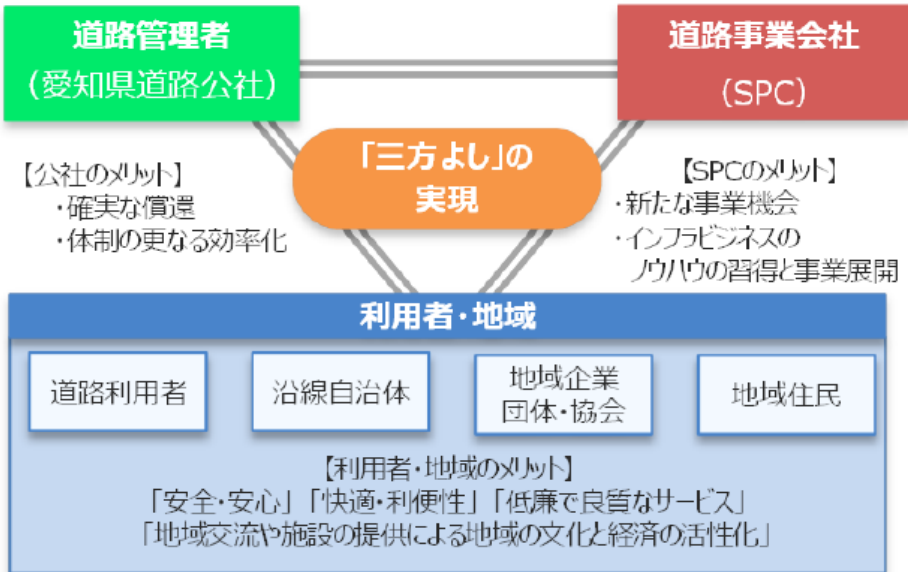 道路管理者
（愛知県道路公社）
道路事業会社
（SPC）
「三方よし」の
実現
【公社のメリット】
・確実な償還
・体制の更なる効率化
【SPCのメリット】
・新たな事業機会
・インフラビジネスの
ノウハウの習得と事業展開
利用者・地域
道路利用者
沿線自治体
地域企業
団体・協会
地域住民
【利用者・地域のメリット】
「安全・安心」「快適・利便性」「低廉で良質なサービス」
「地域交流や施設の提供による地域の文化と経済の活性化」